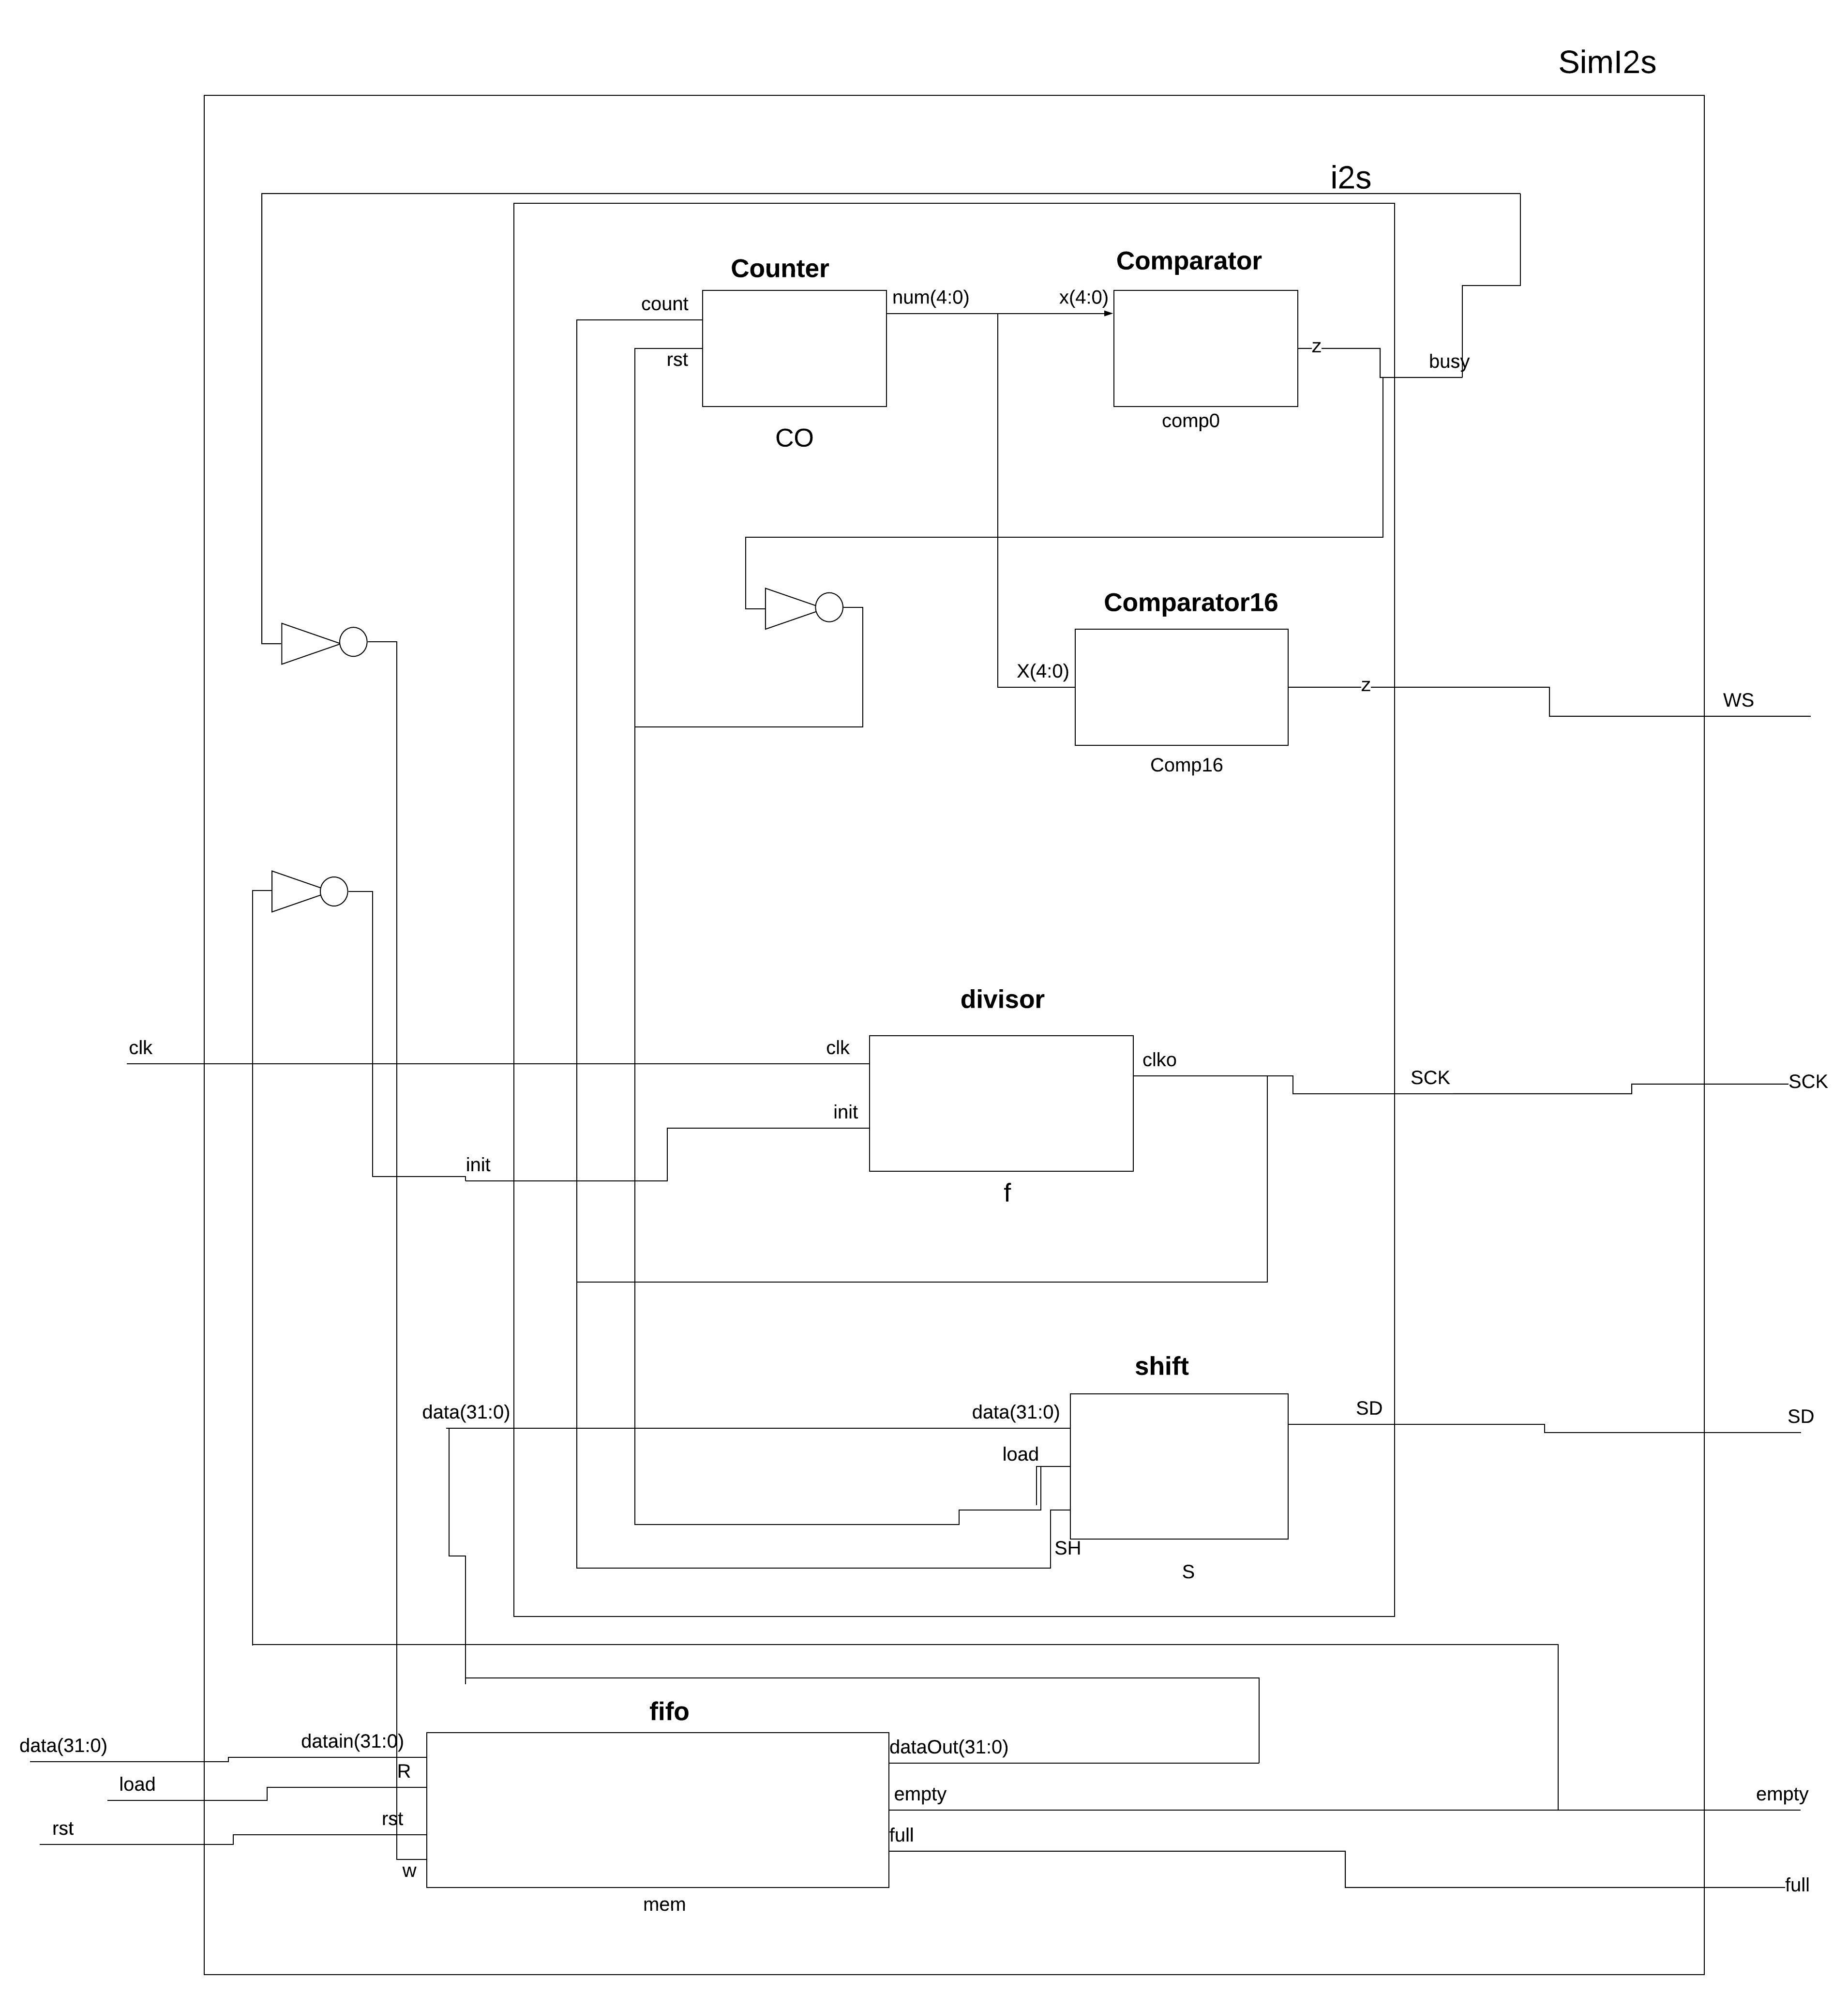 SimI2s
i2s
Counter
Comparator
count
num(4:0)
x(4:0)
rst
z
busy
comp0
CO
Comparator16
X(4:0)
z
WS
Comp16
divisor
clk
clk
clko
SCK
SCK
init
init
f
shift
data(31:0)
data(31:0)
SD
SD
load
SH
S
fifo
data(31:0)
datain(31:0)
dataOut(31:0)
R
load
empty
empty
rst
rst
full
w
full
mem